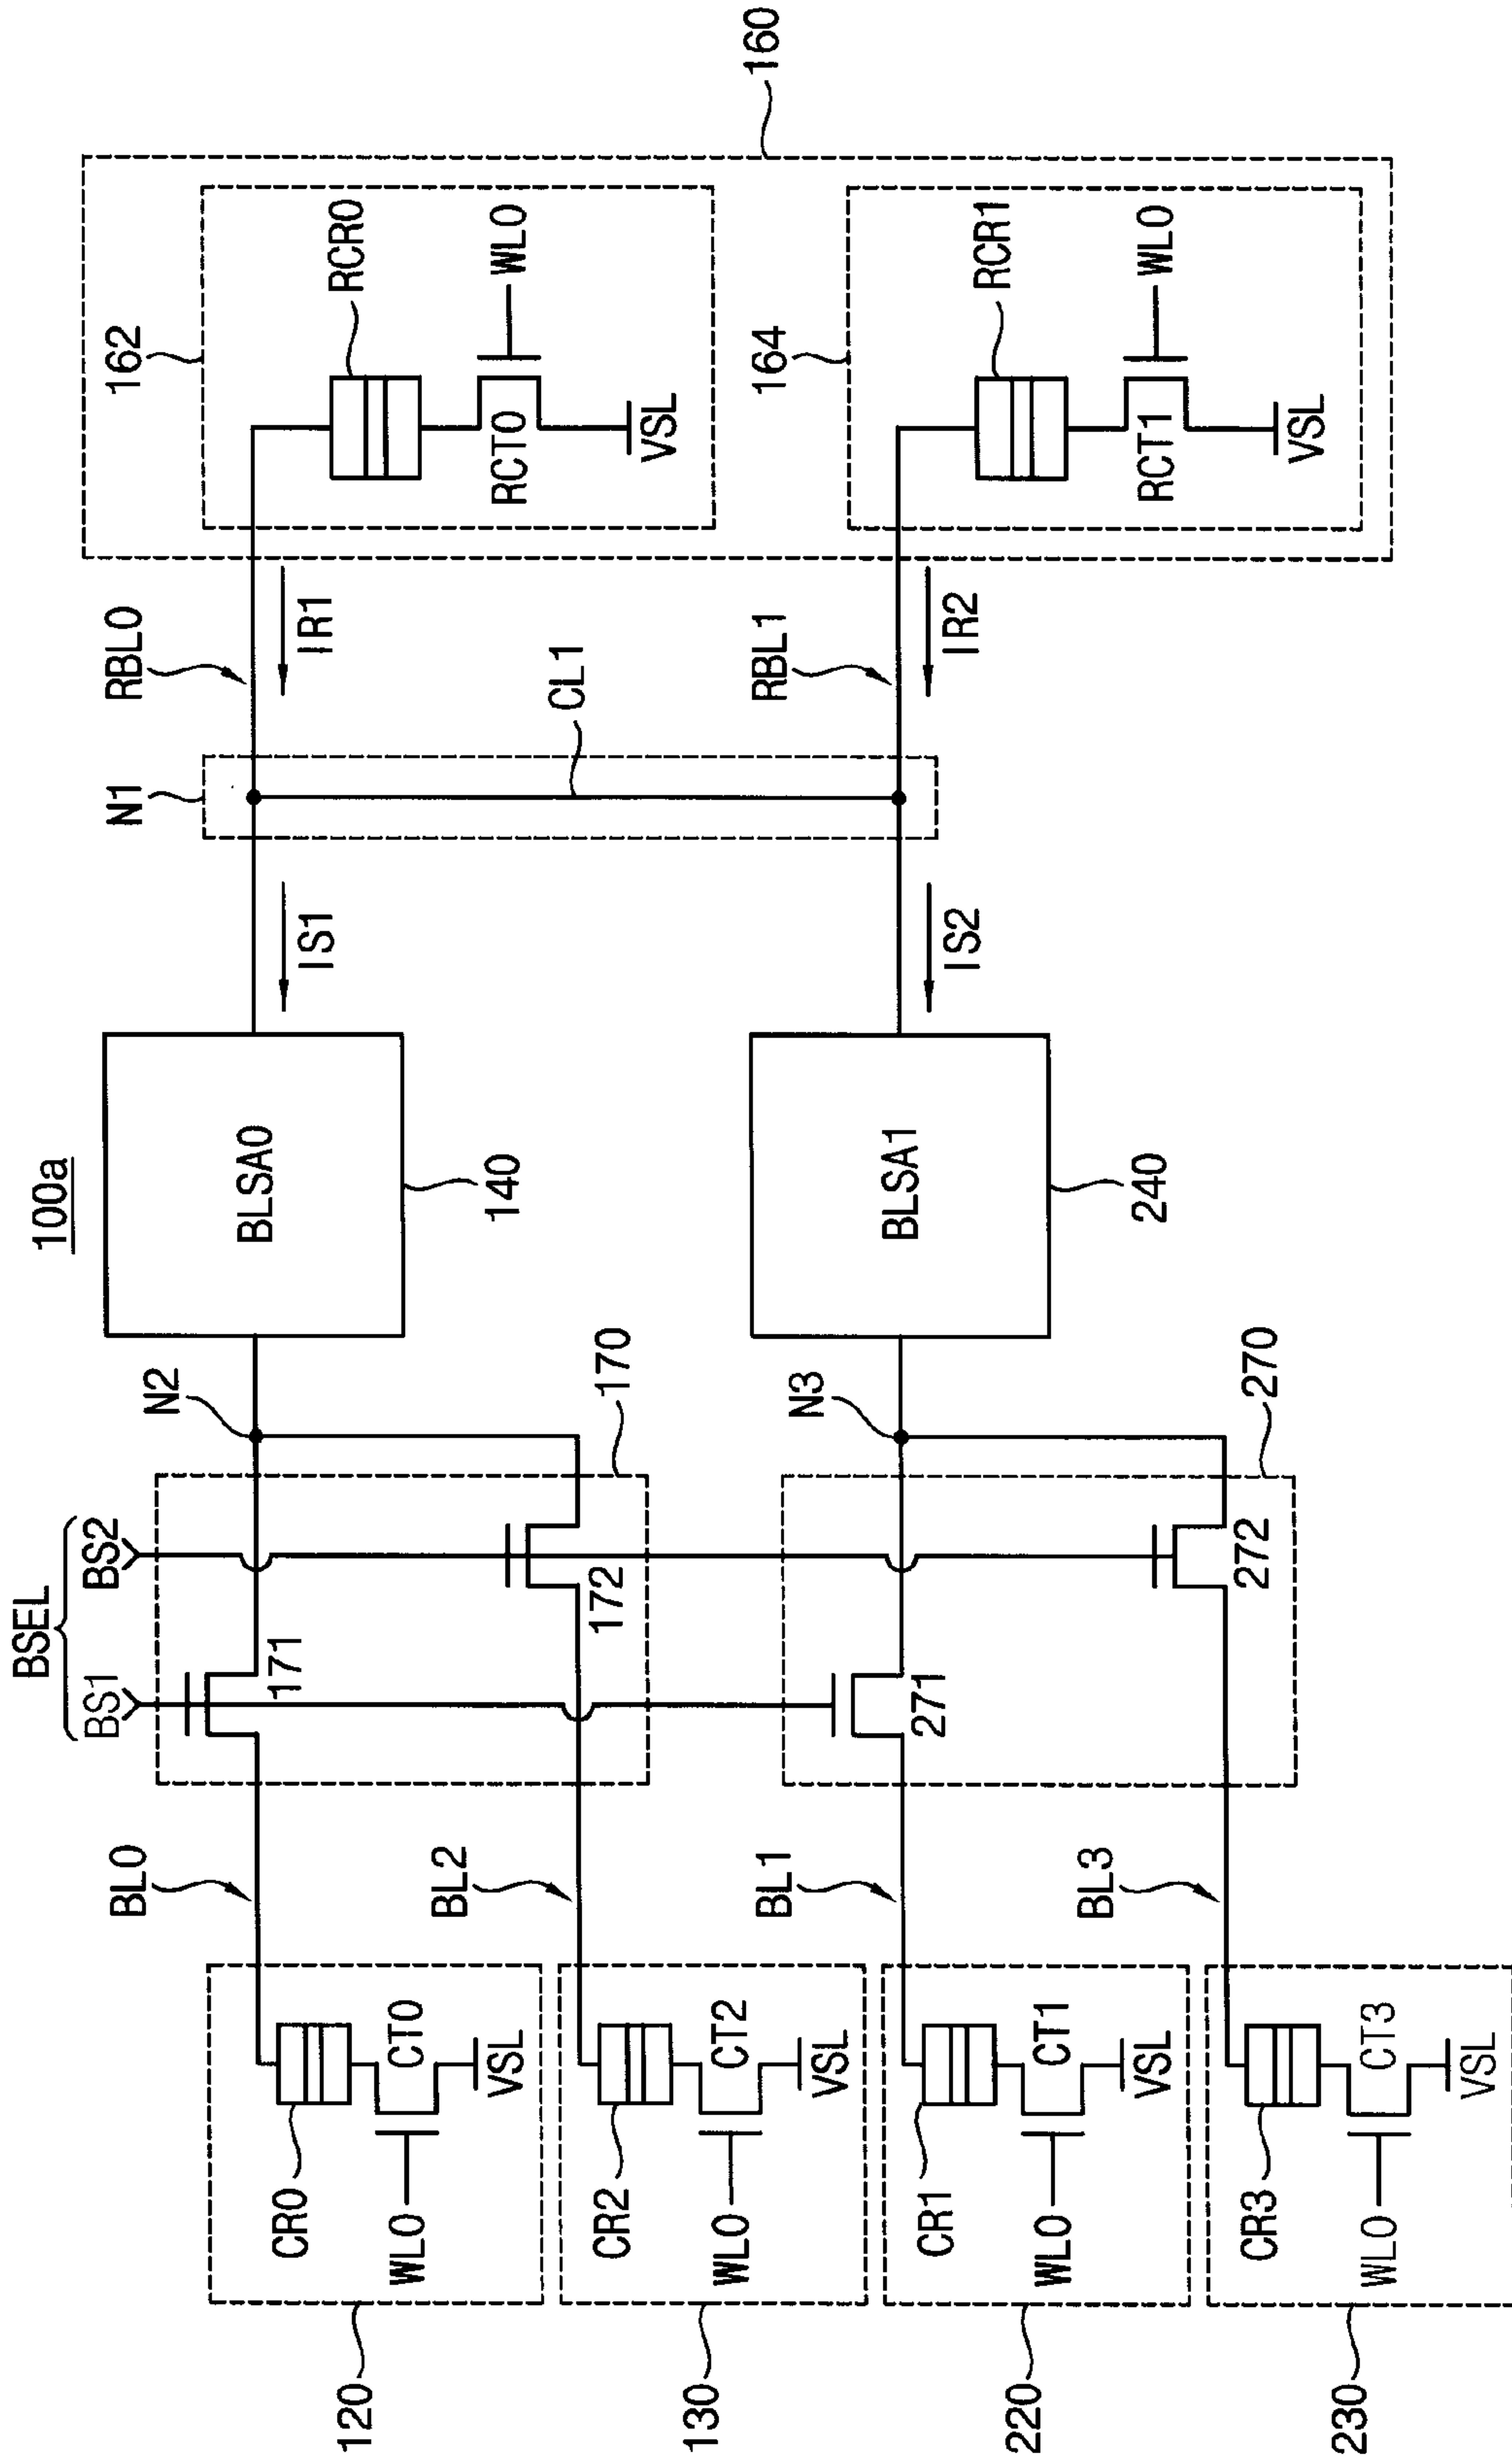 100a
BSEL
BS1
BS2
171
172
170
BL0
BL2
N2
BLSA0
140
IS1
N1
CL1
RBL0
IR1
160
162
RCR0
RCT0
WL0
VSL
120
CR0
CT0
WL0
VSL
130
CR2
CT2
WL0
VSL
220
CR1
CT1
WL0
VSL
230
CR3
CT3
WL0
VSL
BL1
BL3
271
272
270
N3
BLSA1
240
IS2
RBL1
IR2
164
RCR1
RCT1
WL0
VSL